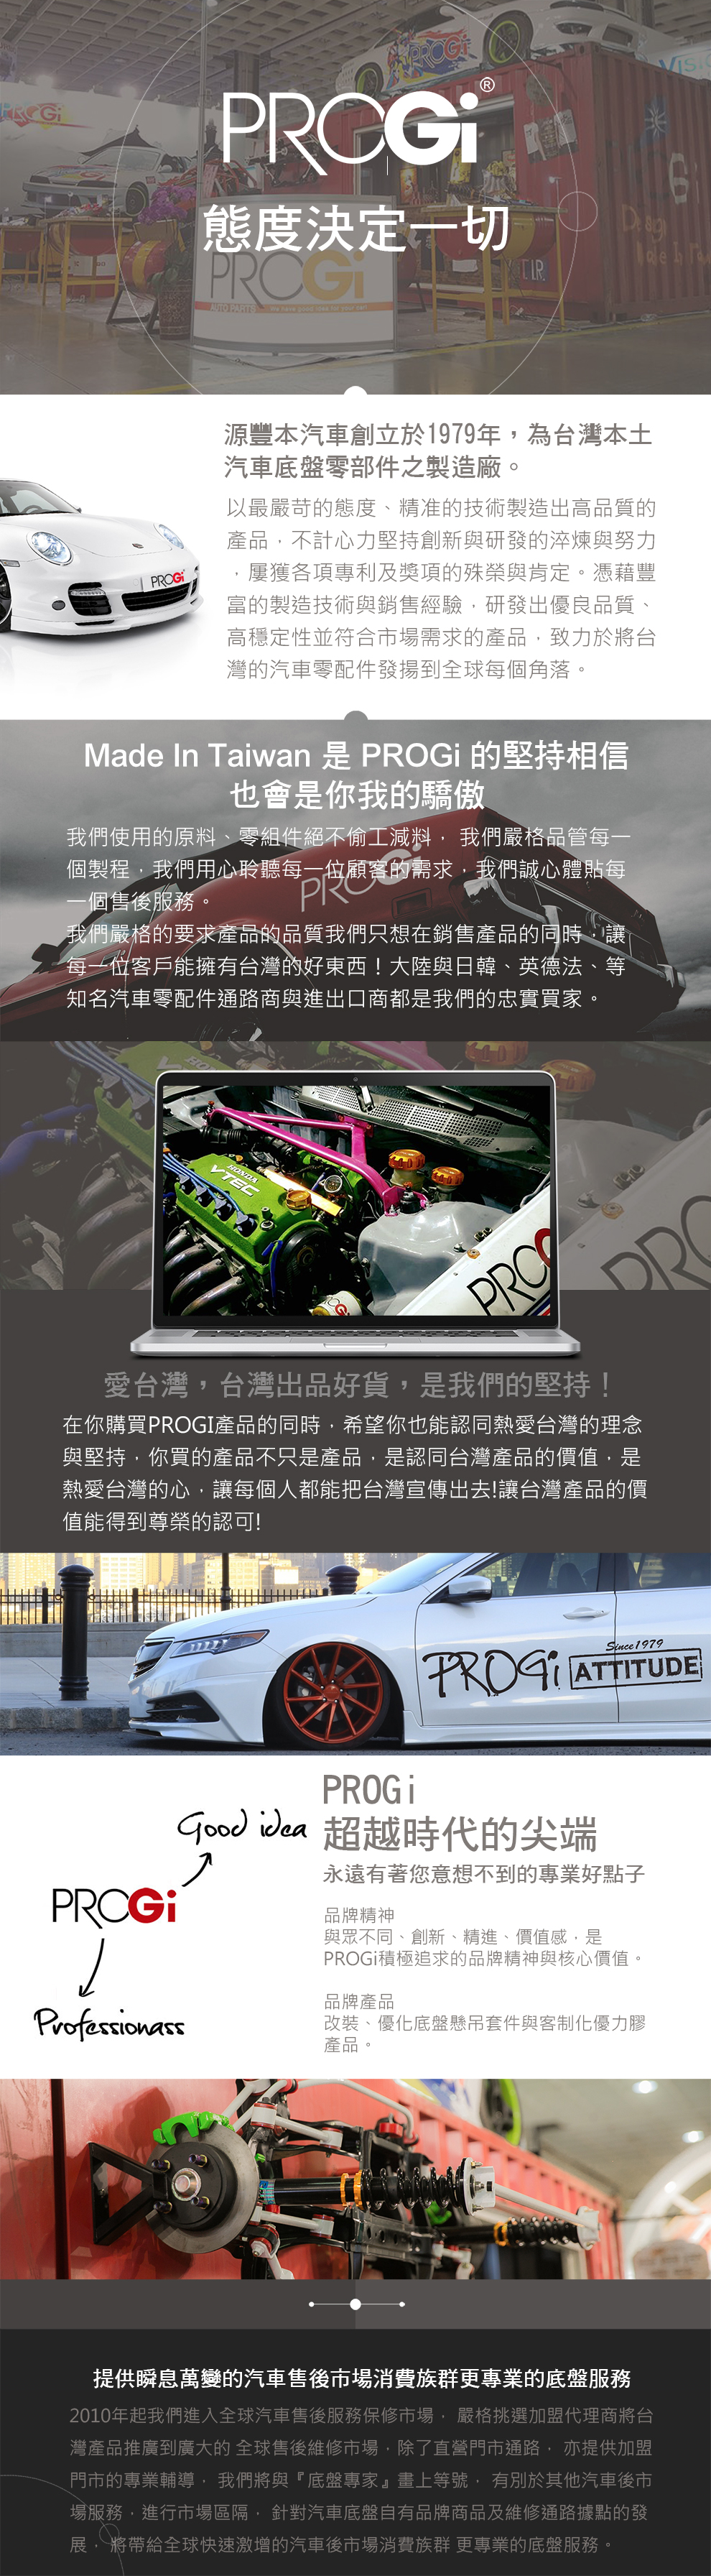 PROGi®
態度決定一切
PROGi
AUTO PARTS
源豐本汽車創立於1979年，為台灣本土
汽車底盤零部件之製造廠。
以最嚴苛的態度、精准的技術製造出高品質的
產品，不計心力堅持創新與研發的淬煉與努力
，屢獲各項專利及獎項的殊榮與肯定。憑藉豐
富的製造技術與銷售經驗，研發出優良品質、
高穩定性並符合市場需求的產品，致力於將台
灣的汽車零配件發揚到全球每個角落。
PROGi
Made In Taiwan 是 PROGi 的堅持相信
也會是你我的驕傲
我們使用的原料、零組件絕不偷工減料， 我們嚴格品管每一
個製程，我們用心聆聽每一位顧客的需求，我們誠心體貼每
一個售後服務。
我們嚴格的要求產品的品質我們只想在銷售產品的同時，讓
每一位客戶能擁有台灣的好東西！大陸與日韓、英德法、等
知名汽車零配件通路商與進出口商都是我們的忠實買家。
PROGi
HONDA
VTEC
PROG
PRO
愛台灣，台灣出品好貨，是我們的堅持！
在你購買PROGI產品的同時，希望你也能認同熱愛台灣的理念
與堅持，你買的產品不只是產品，是認同台灣產品的價值，是
熱愛台灣的心，讓每個人都能把台灣宣傳出去!讓台灣產品的價
值能得到尊榮的認可!
Since1979
PROGi ATTITUDE
PROGi
超越時代的尖端
永遠有著您意想不到的專業好點子
Good idea
PROGi
Professionass
品牌精神
與眾不同、創新、精進、價值感，是
PROGi積極追求的品牌精神與核心價值。
品牌產品
改裝、優化底盤懸吊套件與客制化優力膠
產品。
提供瞬息萬變的汽車售後市場消費族群更專業的底盤服務
2010年起我們進入全球汽車售後服務保修市場， 嚴格挑選加盟代理商將台
灣產品推廣到廣大的 全球售後維修市場，除了直營門市通路， 亦提供加盟
門市的專業輔導， 我們將與『底盤專家』畫上等號， 有別於其他汽車後市
場服務，進行市場區隔， 針對汽車底盤自有品牌商品及維修通路據點的發
展， 將帶給全球快速激增的汽車後市場消費族群 更專業的底盤服務。